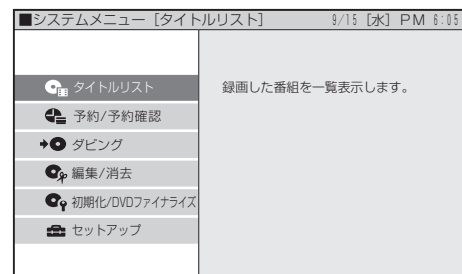 ■システムメニュー [タイトルリスト] 9/15 [水] PM 6:05
タイトルリスト
録画した番組を一覧表示します。
予約/予約確認
ダビング
編集/消去
初期化/DVDファイナライズ
セットアップ